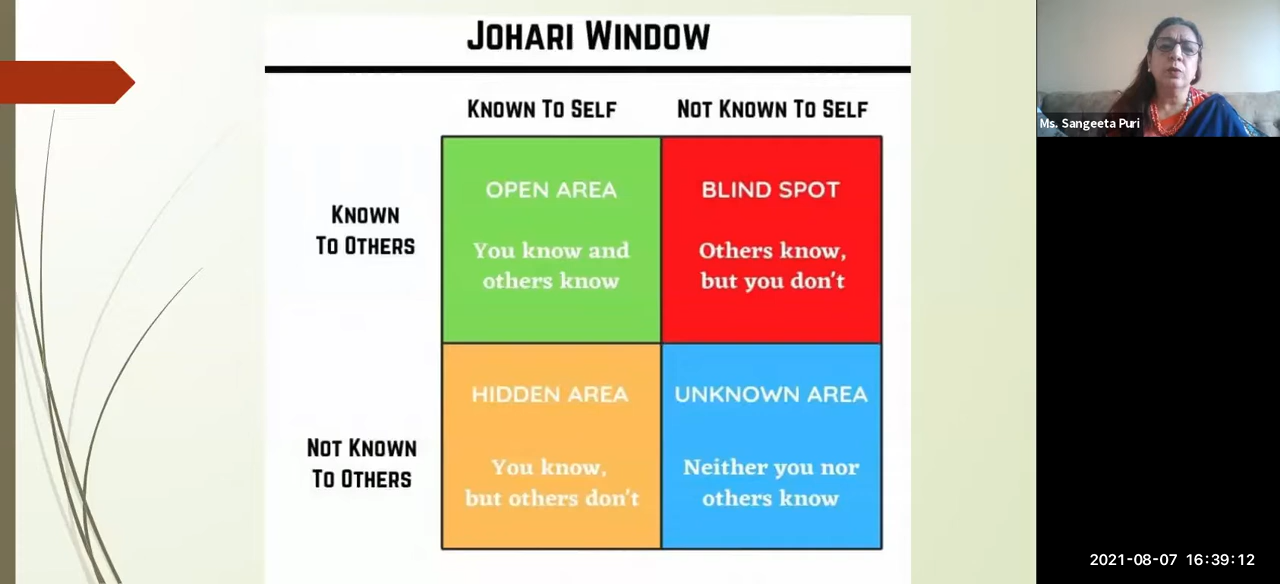 JOHARI WINDOW
KNOWN TO SELF
NOT KNOWN TO SELF
KNOWN
TO OTHERS
OPEN AREA
You know and
others know
BLIND SPOT
Others know,
but you don't
NOT KNOWN
TO OTHERS
HIDDEN AREA
You know,
but others don't
UNKNOWN AREA
Neither you nor
others know
Ms. Sangeeta Puri
2021-08-07 16:39:12